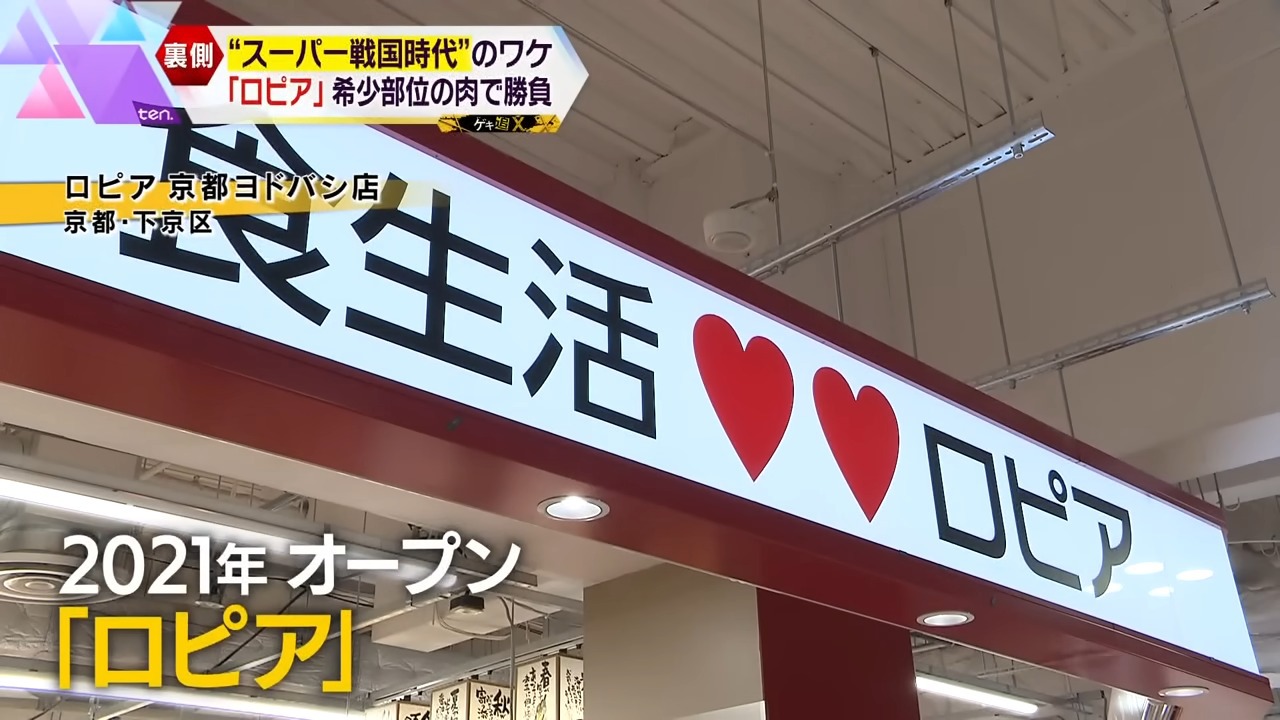 裏側
“スーパー戦国時代”のワケ
「ロピア」希少部位の肉で勝負
ten.
ゲキ追X
ロピア 京都ヨドバシ店
京都・下京区
食生活♥♥ロピア
2021年 オープン
「ロピア」